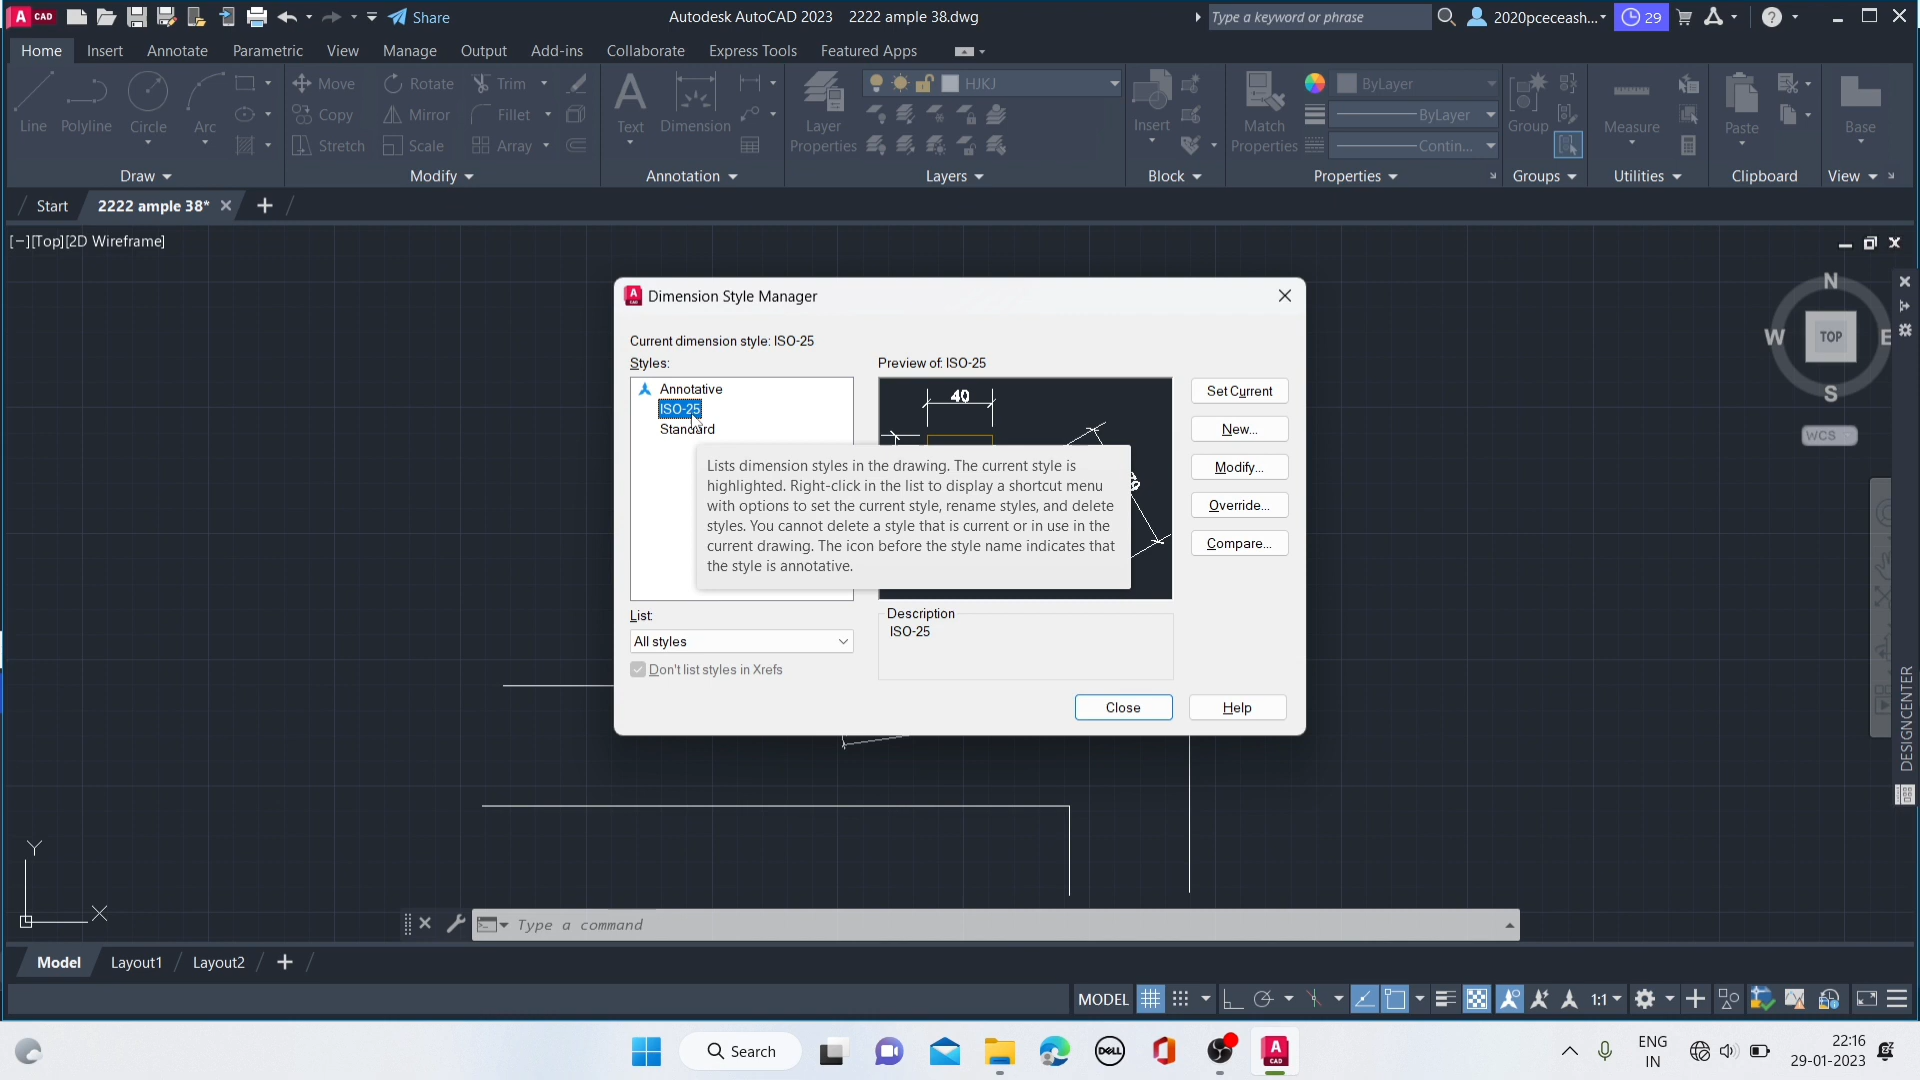 A CAD
Share
Autodesk AutoCAD 2023 2222 ample 38.dwg
Type a keyword or phrase
2020pceceash...
29
Home Insert Annotate Parametric View Manage Output Add-ins Collaborate Express Tools Featured Apps
Line Polyline Circle Arc
Move Rotate Trim
Copy Mirror Fillet
Stretch Scale Array
Text Dimension
Layer Properties
HJKJ
Insert
Match Properties
ByLayer
ByLayer
Contin...
Group
Measure
Paste
Base
Draw Modify Annotation Layers Block Properties Groups Utilities Clipboard View
Start 2222 ample 38*
[−][Top][2D Wireframe]
N
W TOP E
S
WCS
DESIGNCENTER
Dimension Style Manager
Current dimension style: ISO-25
Styles:
Annotative
ISO-25
Standard
Preview of: ISO-25
40
Set Current
New...
Modify...
Override...
Compare...
Lists dimension styles in the drawing. The current style is
highlighted. Right-click in the list to display a shortcut menu
with options to set the current style, rename styles, and delete
styles. You cannot delete a style that is current or in use in the
current drawing. The icon before the style name indicates that
the style is annotative.
List:
All styles
Don't list styles in Xrefs
Description
ISO-25
Close
Help
Y
X
Type a command
Model Layout1 Layout2
MODEL
1:1
Search
DELL
A CAD
ENG
IN
22:16
29-01-2023